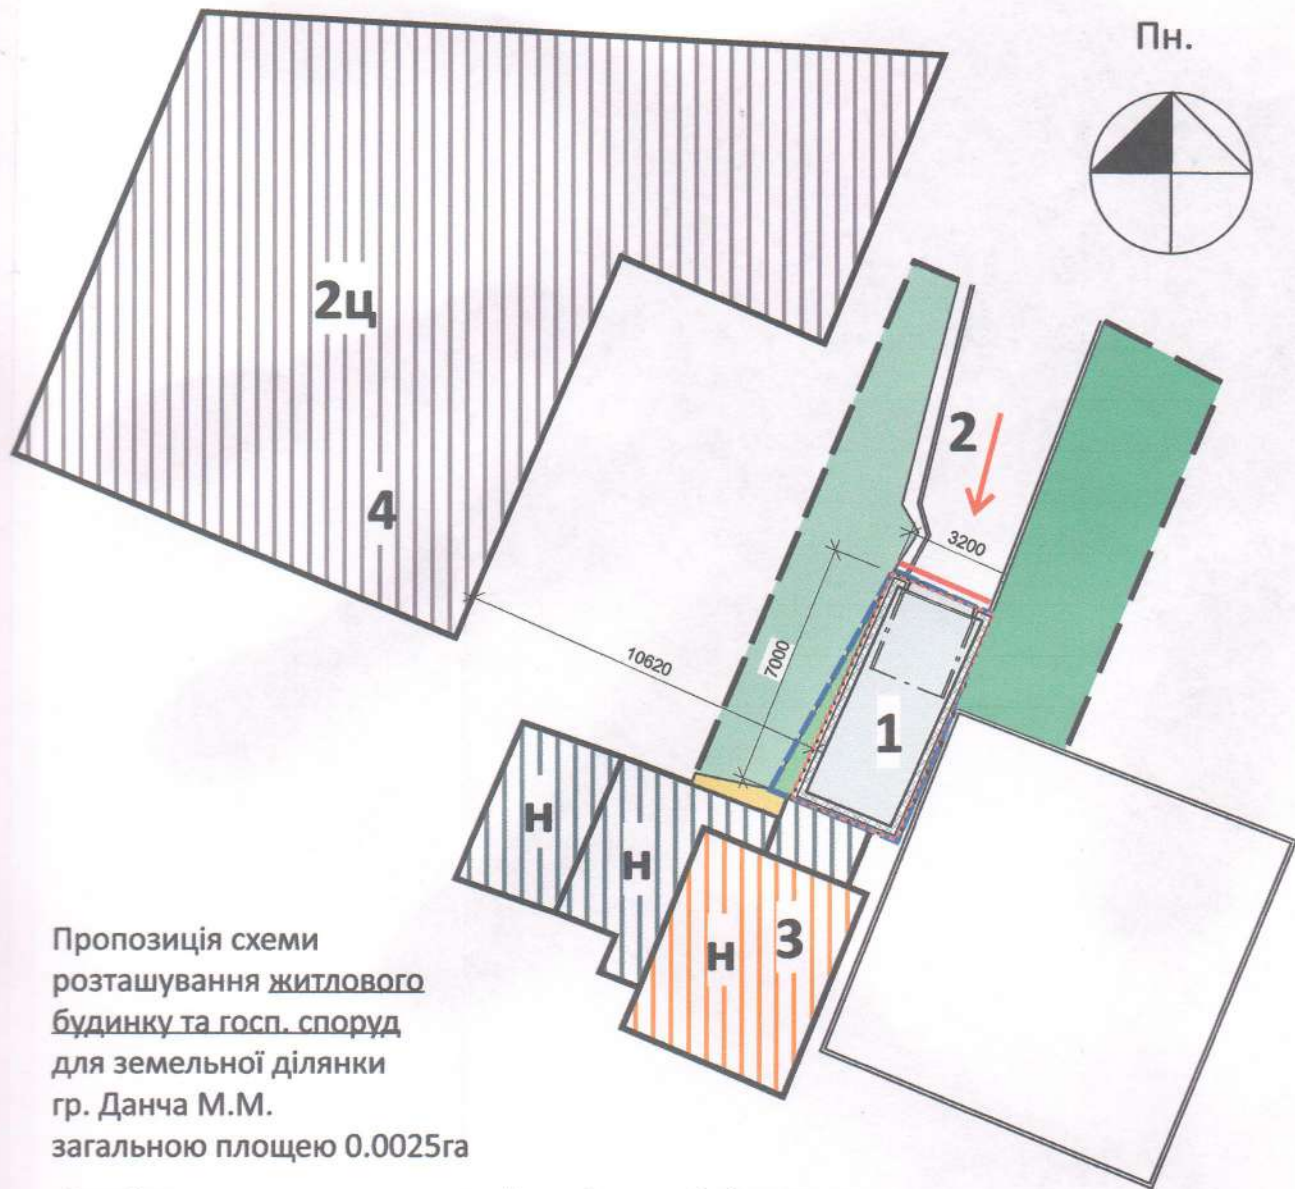 Пн.
2ц
4
2
3200
7000
10620
1
н
н
н
3
Пропозиція схеми
розташування житлового
будинку та госп. споруд
для земельної ділянки
гр. Данча М.М.
загальною площею 0.0025га